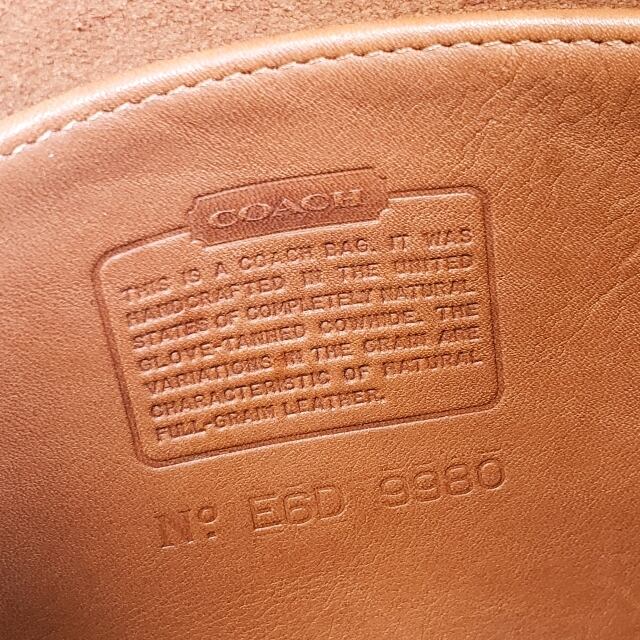 COACH
THIS IS A COACH BAG. IT WAS
HANDCRAFTED IN THE UNITED
STATES OF COMPLETELY NATURAL
GLOVE-TANNED COWHIDE. THE
VARIATIONS IN THE GRAIN ARE
CHARACTERISTIC OF NATURAL
FULL-GRAIN LEATHER.
Nº E6D 9980